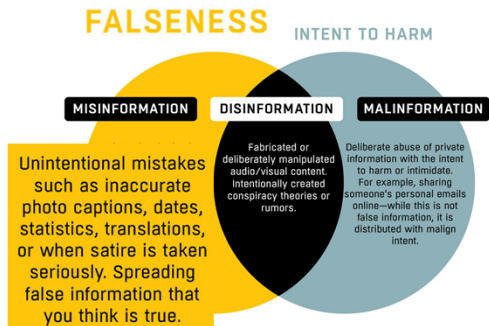 FALSENESS
INTENT TO HARM
MISINFORMATION
DISINFORMATION
MALINFORMATION
Unintentional mistakes
such as inaccurate
photo captions, dates,
statistics, translations,
or when satire is taken
seriously. Spreading
false information that
you think is true.
Fabricated or
deliberately manipulated
audio/visual content.
Intentionally created
conspiracy theories or
rumors.
Deliberate abuse of private
information with the intent
to harm or intimidate.
For example, sharing
someone's personal emails
online—while this is not
false information, it is
distributed with malign
intent.